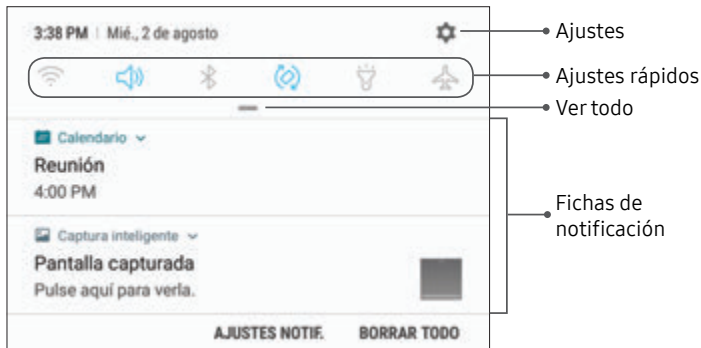 3:38 PM | Mié., 2 de agosto
Ajustes
Ajustes rápidos
Ver todo
Calendario
Reunión
4:00 PM
Fichas de
notificación
Captura inteligente
Pantalla capturada
Pulse aquí para verla.
AJUSTES NOTIF. BORRAR TODO